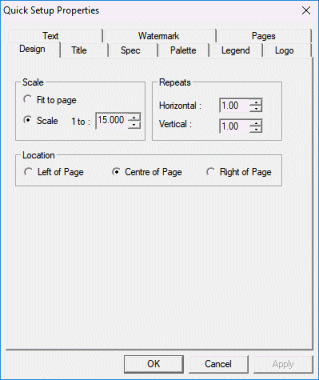 Quick Setup Properties
Text Watermark Pages
Design Title Spec Palette Legend Logo
Scale
Fit to page
Scale 1 to : 15.000
Repeats
Horizontal : 1.00
Vertical : 1.00
Location
Left of Page Centre of Page Right of Page
OK Cancel Apply